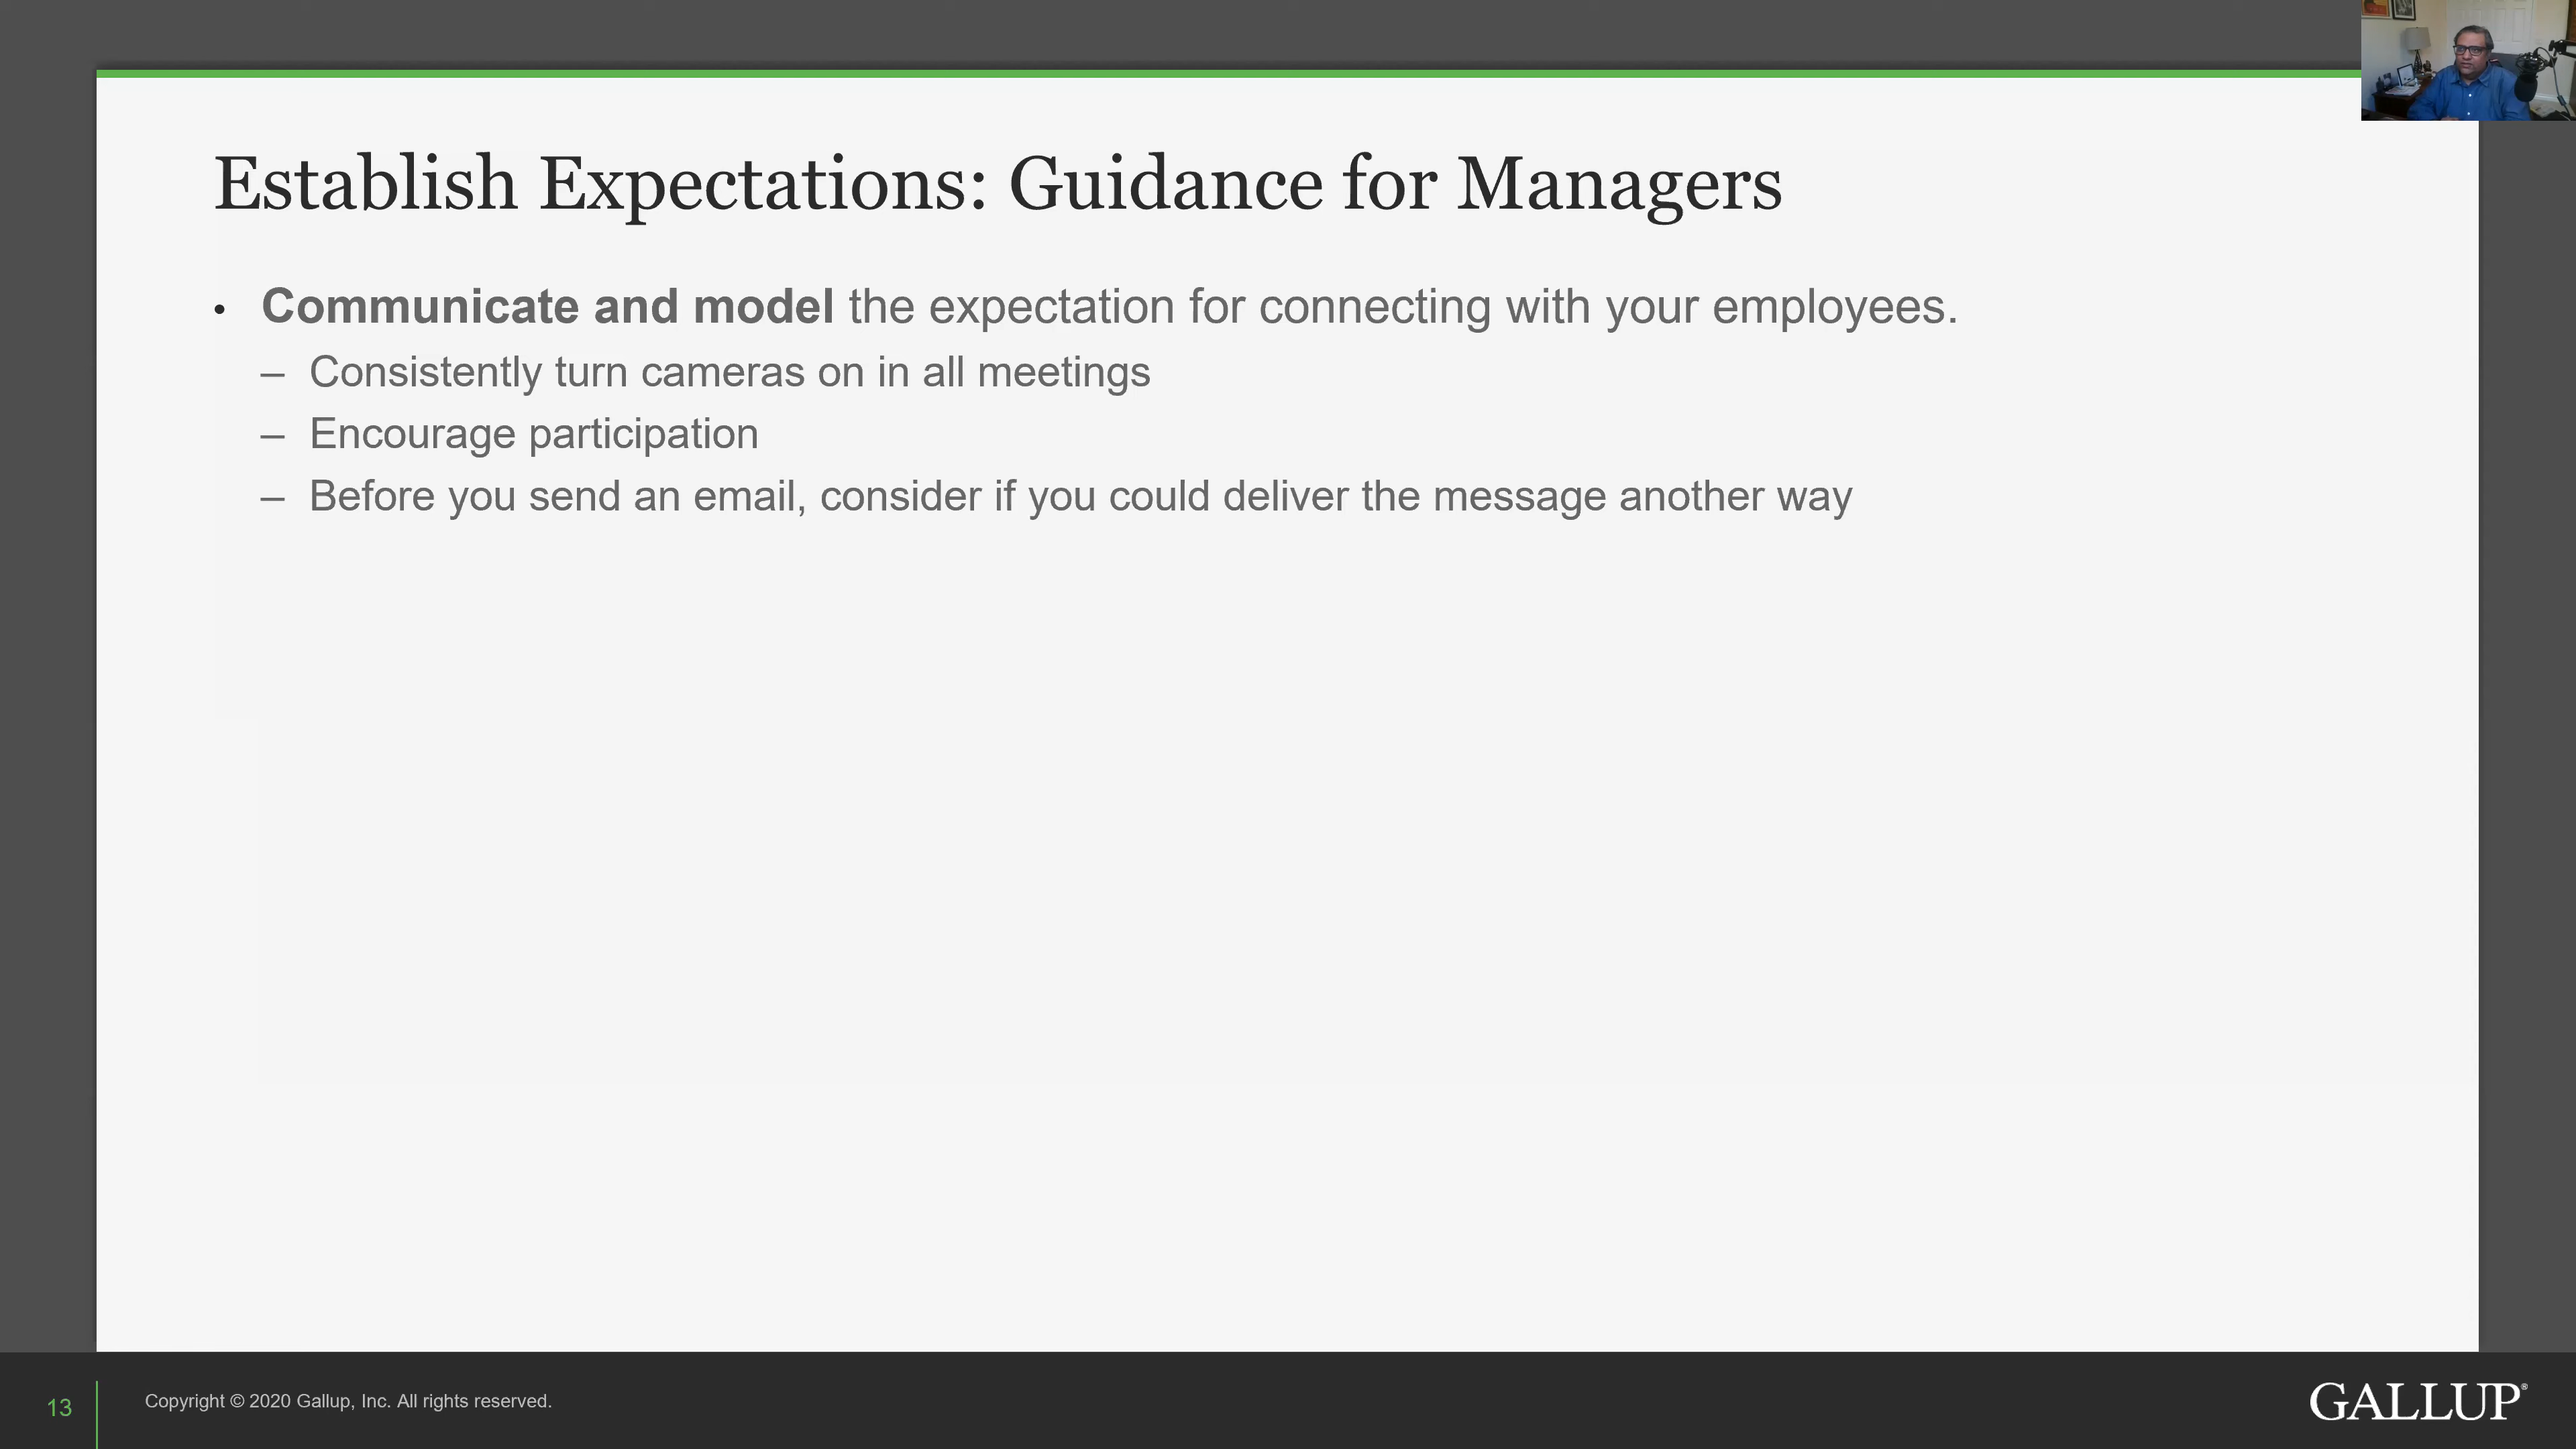 Establish Expectations: Guidance for Managers
• Communicate and model the expectation for connecting with your employees.
– Consistently turn cameras on in all meetings
– Encourage participation
– Before you send an email, consider if you could deliver the message another way
13
Copyright © 2020 Gallup, Inc. All rights reserved.
GALLUP®